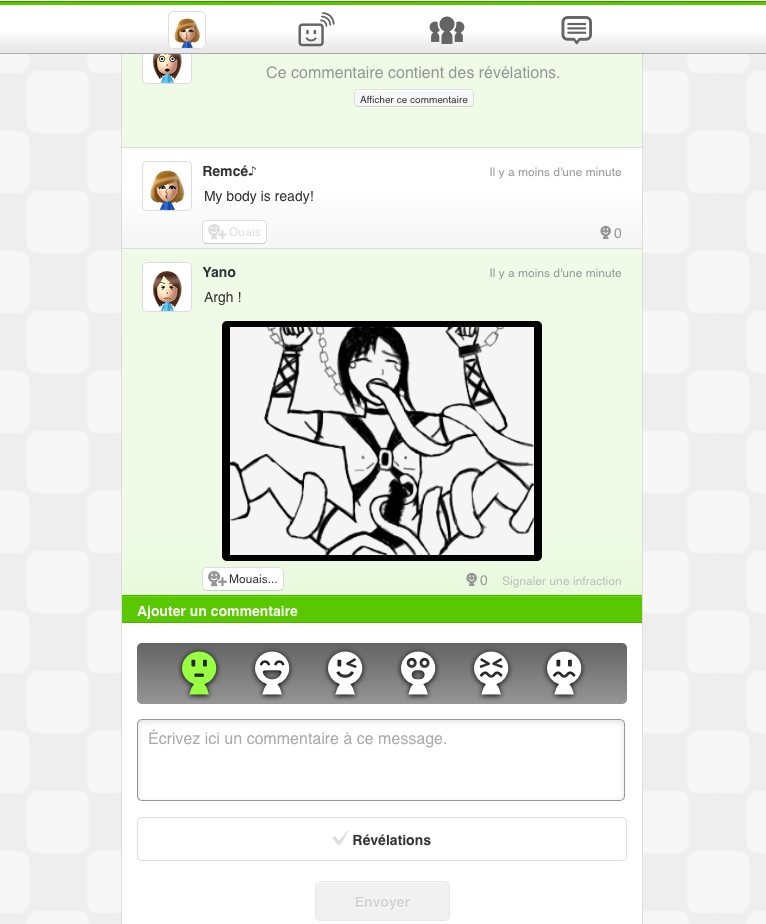 Ce commentaire contient des révélations.
Afficher ce commentaire
Remcé♪
Il y a moins d'une minute
My body is ready!
Ouais
0
Yano
Il y a moins d'une minute
Argh !
Mouais...
0
Signaler une infraction
Ajouter un commentaire
Écrivez ici un commentaire à ce message.
Révélations
Envoyer